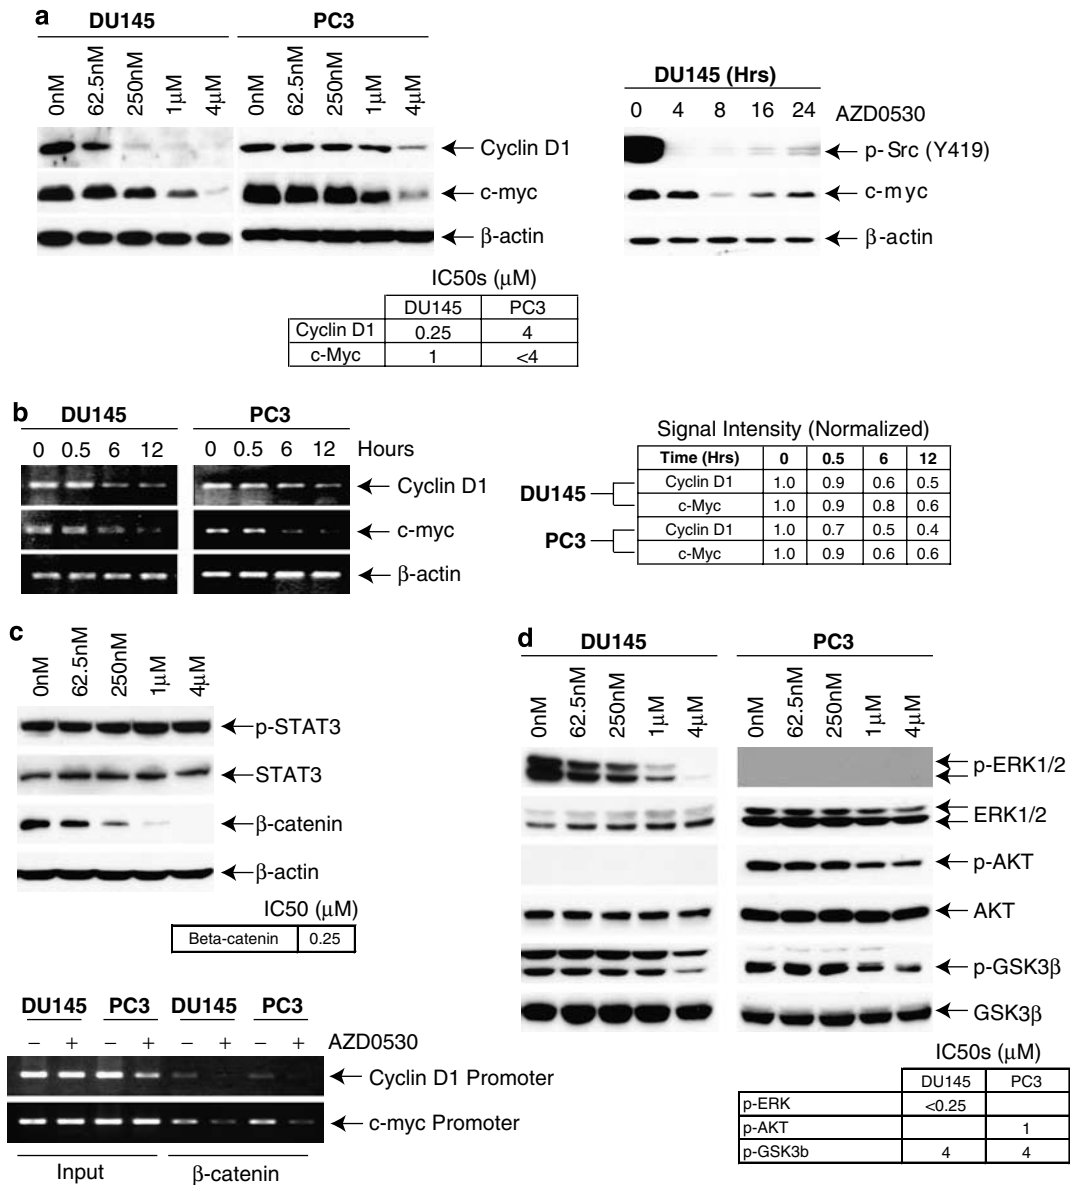 a
DU145 PC3
0nM 62.5nM 250nM 1μM 4μM 0nM 62.5nM 250nM 1μM 4μM
Cyclin D1
c-myc
β-actin
DU145 (Hrs)
0 4 8 16 24 AZD0530
p-Src (Y419)
c-myc
β-actin
IC50s (μM)
DU145 PC3
Cyclin D1 0.25 4
c-Myc 1 <4
b
DU145 PC3
0 0.5 6 12 0 0.5 6 12 Hours
Cyclin D1
c-myc
β-actin
Signal Intensity (Normalized)
Time (Hrs) 0 0.5 6 12
DU145
Cyclin D1 1.0 0.9 0.6 0.5
c-Myc 1.0 0.9 0.8 0.6
PC3
Cyclin D1 1.0 0.7 0.5 0.4
c-Myc 1.0 0.9 0.6 0.6
c
0nM 62.5nM 250nM 1μM 4μM
p-STAT3
STAT3
β-catenin
β-actin
IC50 (μM)
Beta-catenin 0.25
DU145 PC3 DU145 PC3
– + – + – + – + AZD0530
Cyclin D1 Promoter
c-myc Promoter
Input β-catenin
d
DU145 PC3
0nM 62.5nM 250nM 1μM 4μM 0nM 62.5nM 250nM 1μM 4μM
p-ERK1/2
ERK1/2
p-AKT
AKT
p-GSK3β
GSK3β
IC50s (μM)
DU145 PC3
p-ERK <0.25
p-AKT 1
p-GSK3b 4 4